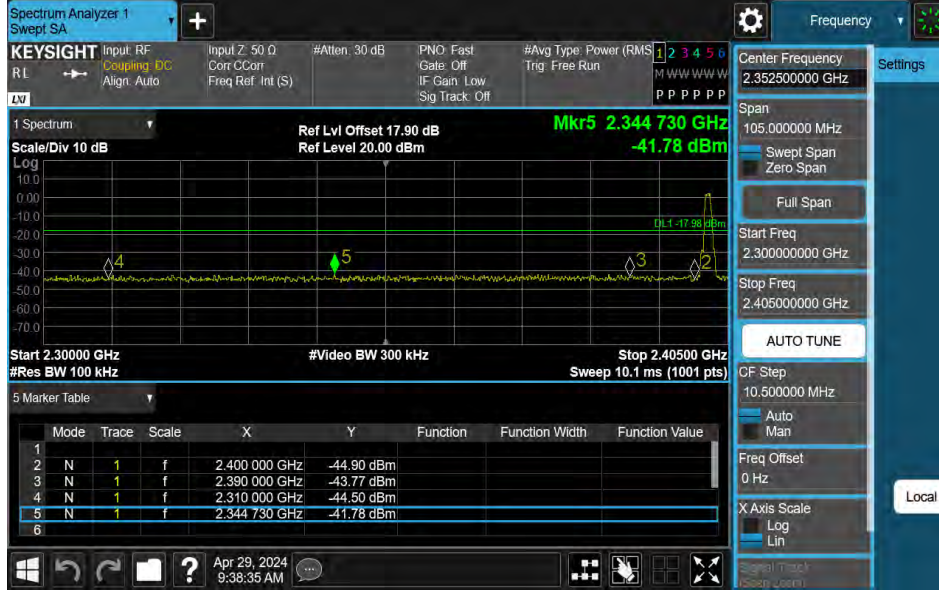 Spectrum Analyzer 1
Swept SA
+
Frequency
KEYSIGHT
RL
LXI
Input: RF
Coupling: DC
Align: Auto
Input Z: 50 Ω
Corr CCorr
Freq Ref: Int (S)
#Atten: 30 dB
PNO: Fast
Gate: Off
IF Gain: Low
Sig Track: Off
#Avg Type: Power (RMS
Trig: Free Run
1 2 3 4 5 6
M W W W W W
P P P P P P
1 Spectrum
Scale/Div 10 dB
Ref Lvl Offset 17.90 dB
Ref Level 20.00 dBm
Mkr5 2.344 730 GHz
-41.78 dBm
Log
10.0
0.00
-10.0
-20.0
-30.0
-40.0
-50.0
-60.0
-70.0
DL1 -17.98 dBm
4
5
3
2
Start 2.30000 GHz
#Video BW 300 kHz
Stop 2.40500 GHz
#Res BW 100 kHz
Sweep 10.1 ms (1001 pts)
5 Marker Table
Mode Trace Scale X Y Function Function Width Function Value
1
2 N 1 f 2.400 000 GHz -44.90 dBm
3 N 1 f 2.390 000 GHz -43.77 dBm
4 N 1 f 2.310 000 GHz -44.50 dBm
5 N 1 f 2.344 730 GHz -41.78 dBm
6
?
Apr 29, 2024
9:38:35 AM
Center Frequency
2.352500000 GHz
Settings
Span
105.000000 MHz
Swept Span
Zero Span
Full Span
Start Freq
2.300000000 GHz
Stop Freq
2.405000000 GHz
AUTO TUNE
CF Step
10.500000 MHz
Auto
Man
Freq Offset
0 Hz
X Axis Scale
Log
Lin
Local
Signal Track
(Span Zoom)